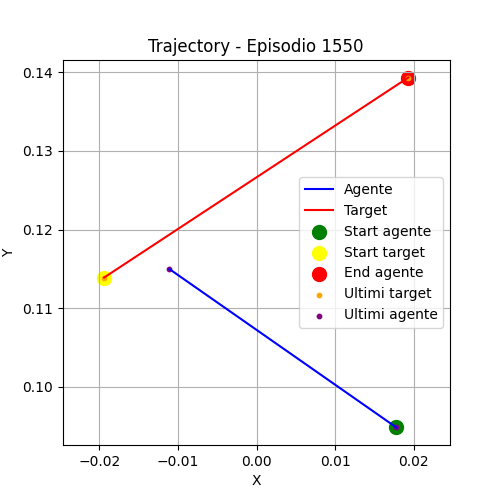 Trajectory - Episodio 1550
0.14
0.13
0.12
0.11
0.10
Y
Agente
Target
Start agente
Start target
End agente
Ultimi target
Ultimi agente
−0.02 −0.01 0.00 0.01 0.02
X